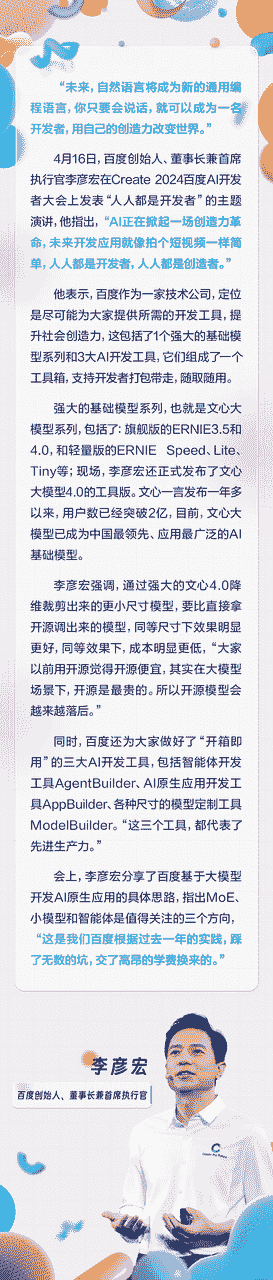 “未来，自然语言将成为新的通用编
程语言，你只要会说话，就可以成为一名
开发者，用自己的创造力改变世界。”
4月16日，百度创始人、董事长兼首席
执行官李彦宏在Create 2024百度AI开发
者大会上发表“人人都是开发者”的主题
演讲，他指出，“AI正在掀起一场创造力革
命，未来开发应用就像拍个短视频一样简
单，人人都是开发者，人人都是创造者。”
他表示，百度作为一家技术公司，定位
是尽可能为大家提供所需的开发工具，提
升社会创造力，这包括了1个强大的基础模
型系列和3大AI开发工具，它们组成了一个
工具箱，支持开发者打包带走，随取随用。
强大的基础模型系列，也就是文心大
模型系列，包括了：旗舰版的ERNIE3.5和
4.0，和轻量版的ERNIE Speed、Lite、
Tiny等；现场，李彦宏还正式发布了文心
大模型4.0的工具版。文心一言发布一年多
以来，用户数已经突破2亿，目前，文心大
模型已成为中国最领先、应用最广泛的AI
基础模型。
李彦宏强调，通过强大的文心4.0降
维裁剪出来的更小尺寸模型，要比直接拿
开源调出来的模型，同等尺寸下效果明显
更好，同等效果下，成本明显更低，“大家
以前用开源觉得开源便宜，其实在大模型
场景下，开源是最贵的。所以开源模型会
越来越落后。”
同时，百度还为大家做好了“开箱即
用”的三大AI开发工具，包括智能体开发
工具AgentBuilder、AI原生应用开发工
具AppBuilder、各种尺寸的模型定制工具
ModelBuilder。“这三个工具，都代表了
先进生产力。”
会上，李彦宏分享了百度基于大模型
开发AI原生应用的具体思路，指出MoE、
小模型和智能体是值得关注的三个方向，
“这是我们百度根据过去一年的实践，踩
了无数的坑，交了高昂的学费换来的。”
李彦宏
百度创始人、董事长兼首席执行官